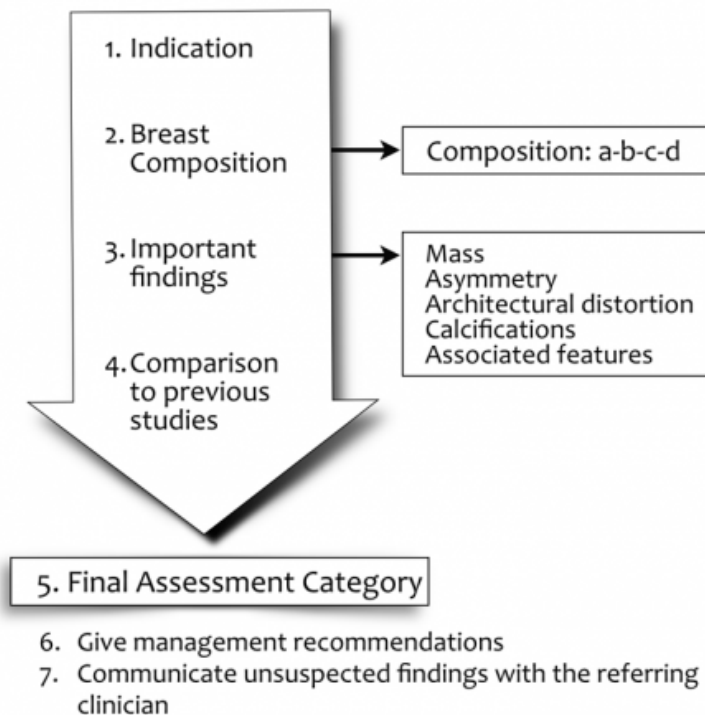 1. Indication
2. Breast
Composition
Composition: a-b-c-d
3. Important
findings
Mass
Asymmetry
Architectural distortion
Calcifications
Associated features
4. Comparison
to previous
studies
5. Final Assessment Category
6. Give management recommendations
7. Communicate unsuspected findings with the referring
clinician